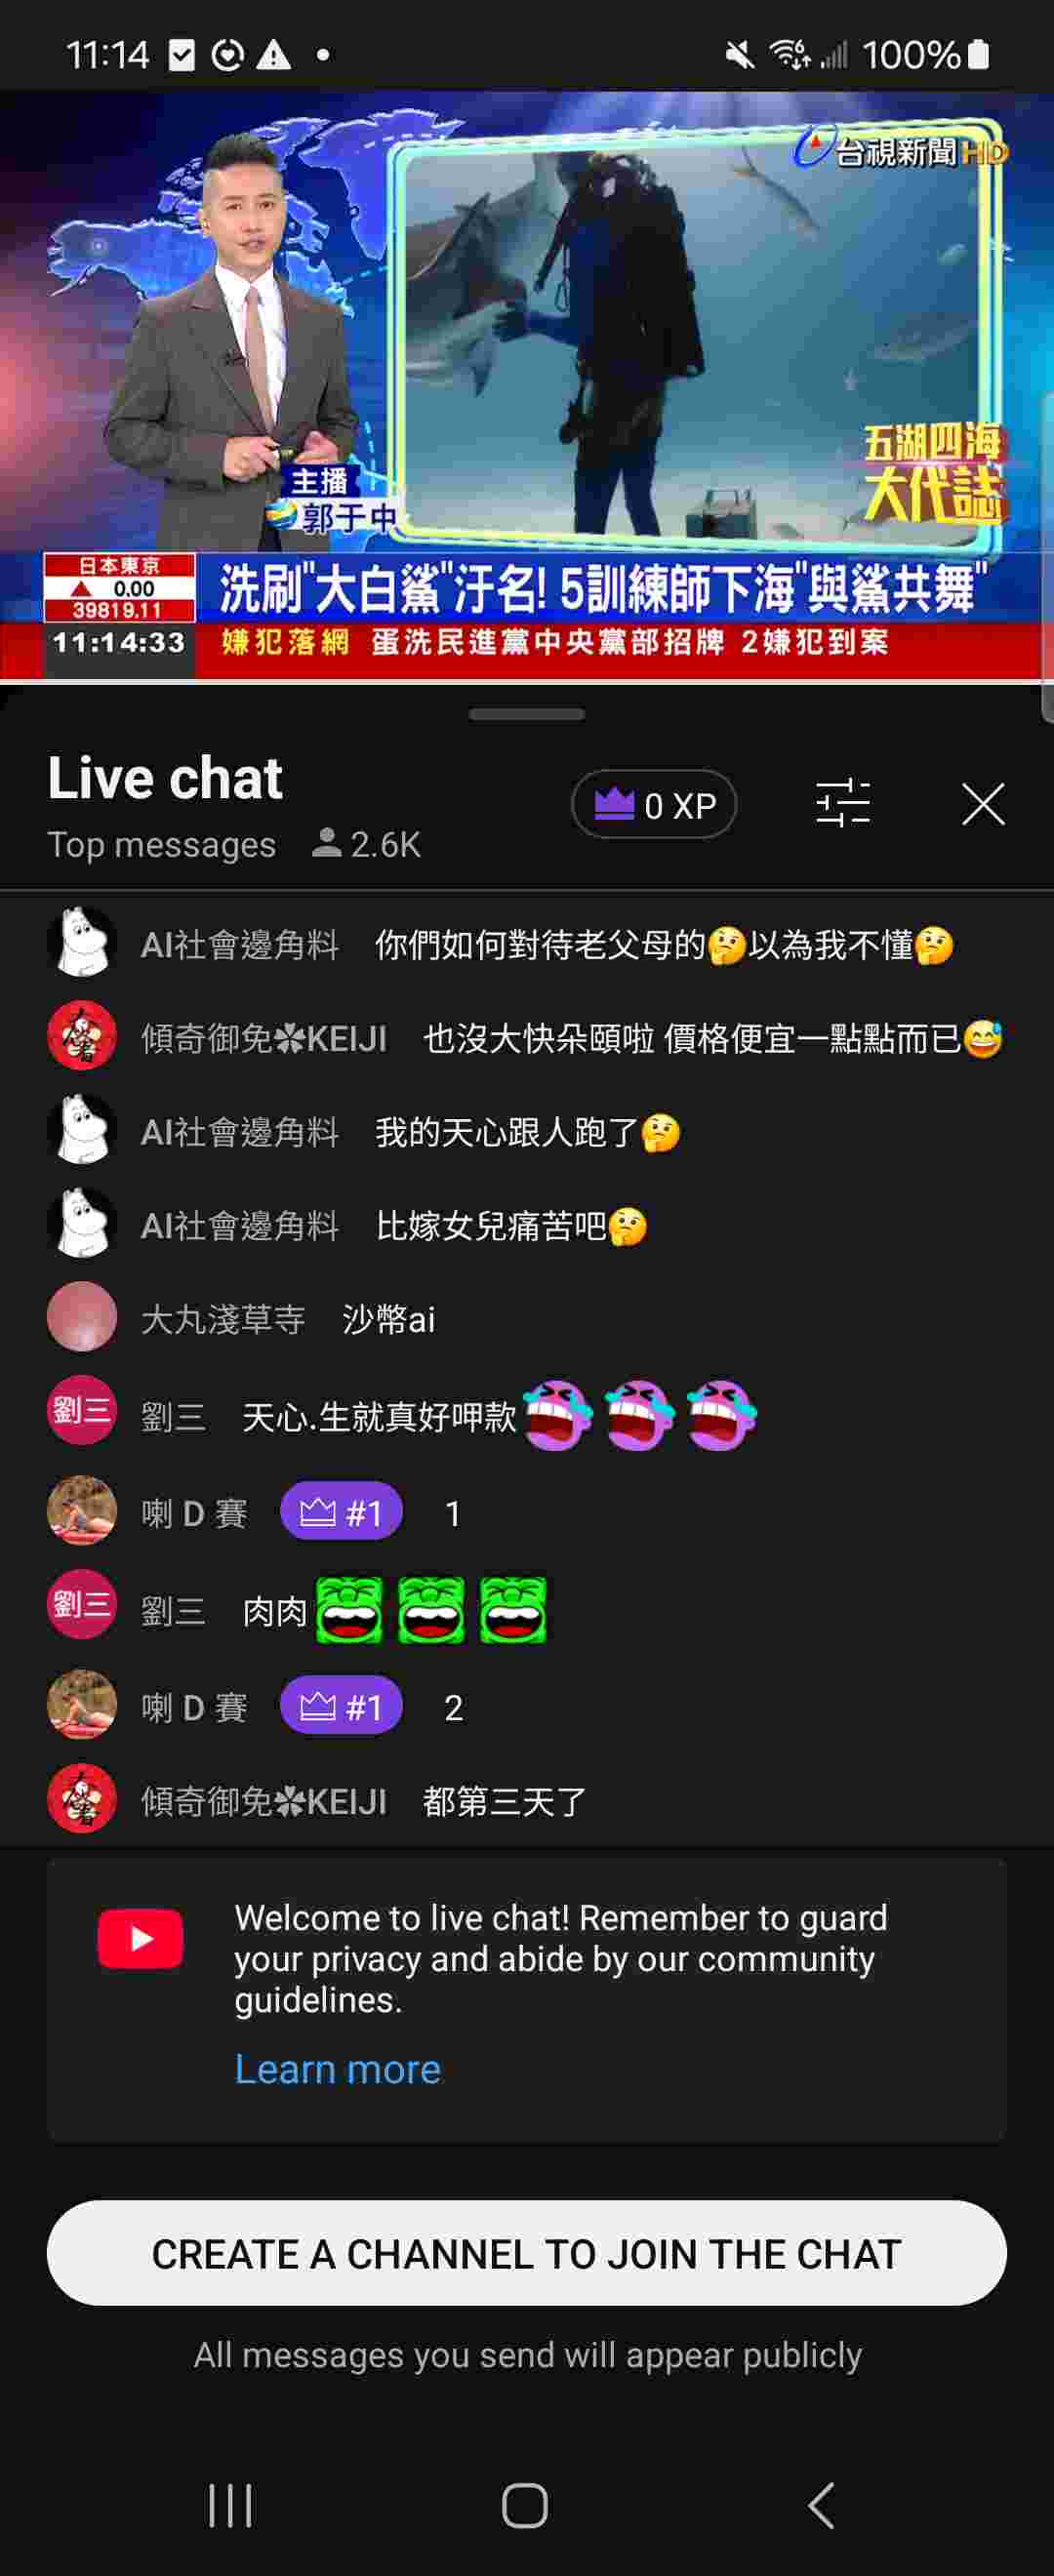 11:14
100%
台視新聞HD
五湖四海
大代誌
主播
郭于中
日本東京
▲ 0.00
39819.11
洗刷"大白鯊"汙名! 5訓練師下海"與鯊共舞"
11:14:33
嫌犯落網 蛋洗民進黨中央黨部招牌 2嫌犯到案
Live chat
Top messages 2.6K
0 XP
AI社會邊角料 你們如何對待老父母的🤔以為我不懂🤔
傾奇御免✽KEIJI 也沒大快朵頤啦 價格便宜一點點而已😅
AI社會邊角料 我的天心跟人跑了🤔
AI社會邊角料 比嫁女兒痛苦吧🤔
大丸淺草寺 沙幣ai
劉三 劉三 天心.生就真好呷款
喇 D 賽 #1 1
劉三 劉三 肉肉
喇 D 賽 #1 2
傾奇御免✽KEIJI 都第三天了
Welcome to live chat! Remember to guard
your privacy and abide by our community
guidelines.
Learn more
CREATE A CHANNEL TO JOIN THE CHAT
All messages you send will appear publicly